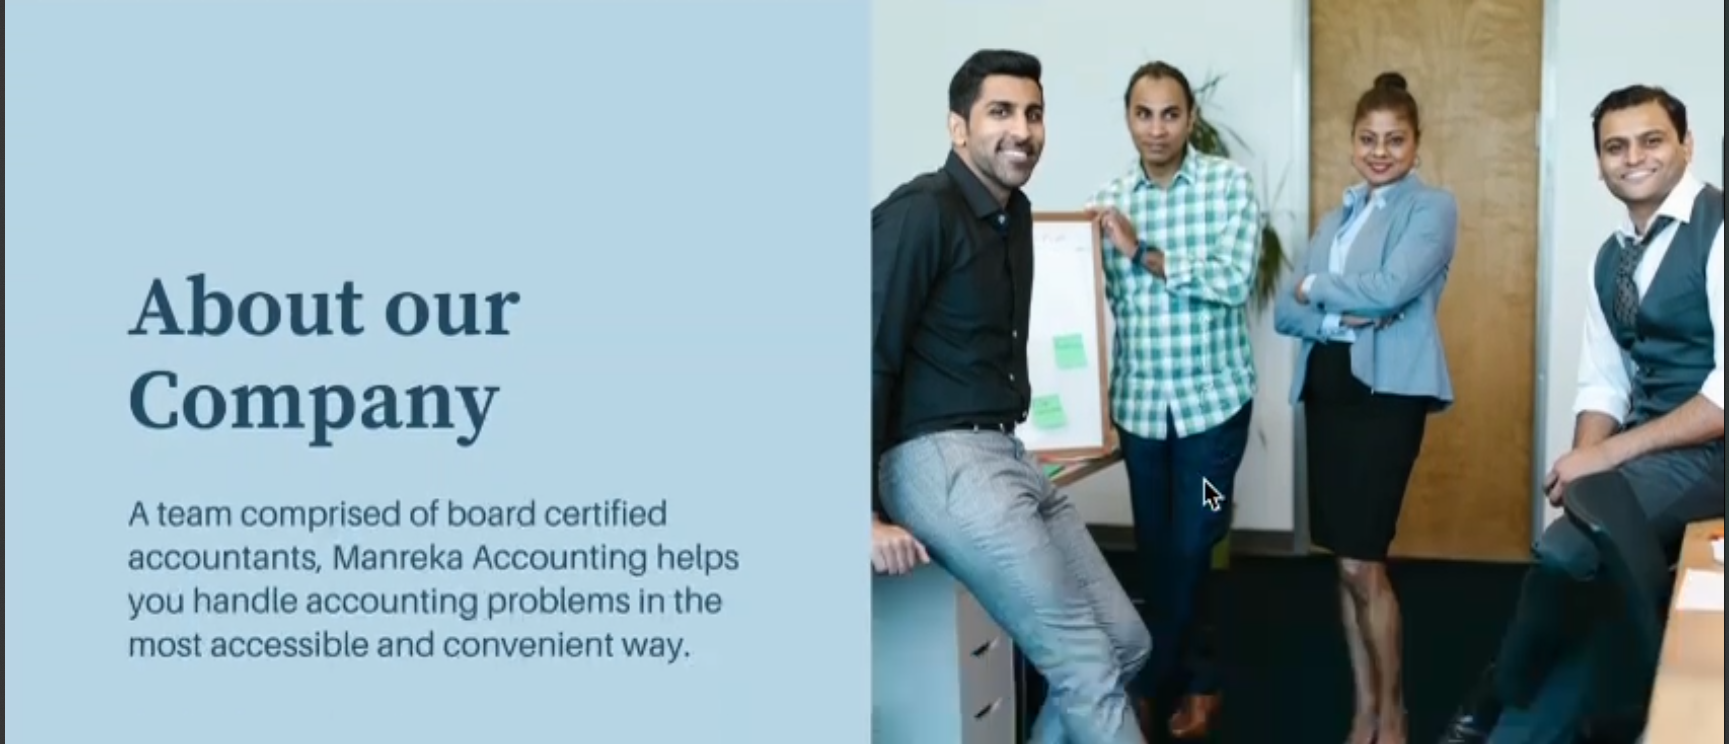 About our
Company
A team comprised of board certified
accountants, Manreka Accounting helps
you handle accounting problems in the
most accessible and convenient way.